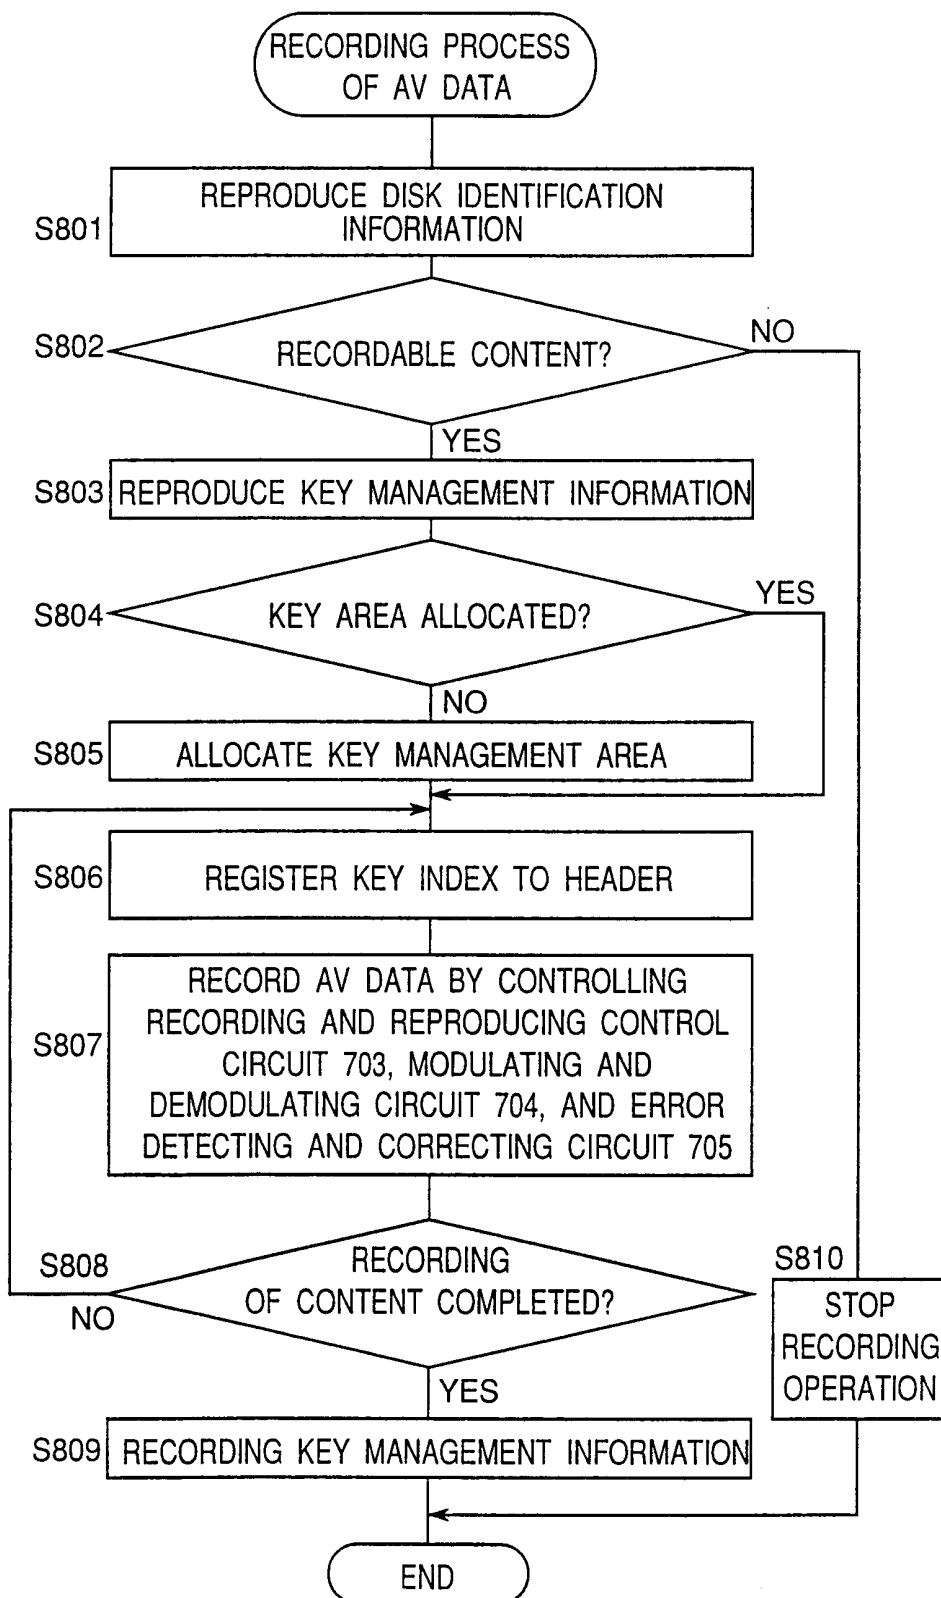 RECORDING PROCESS
OF AV DATA
REPRODUCE DISK IDENTIFICATION
INFORMATION
S801
S802
RECORDABLE CONTENT?
NO
YES
S803
REPRODUCE KEY MANAGEMENT INFORMATION
S804
KEY AREA ALLOCATED?
YES
NO
S805
ALLOCATE KEY MANAGEMENT AREA
S806
REGISTER KEY INDEX TO HEADER
S807
RECORD AV DATA BY CONTROLLING
RECORDING AND REPRODUCING CONTROL
CIRCUIT 703, MODULATING AND
DEMODULATING CIRCUIT 704, AND ERROR
DETECTING AND CORRECTING CIRCUIT 705
S808
RECORDING
OF CONTENT COMPLETED?
NO
YES
S810
STOP
RECORDING
OPERATION
S809
RECORDING KEY MANAGEMENT INFORMATION
END